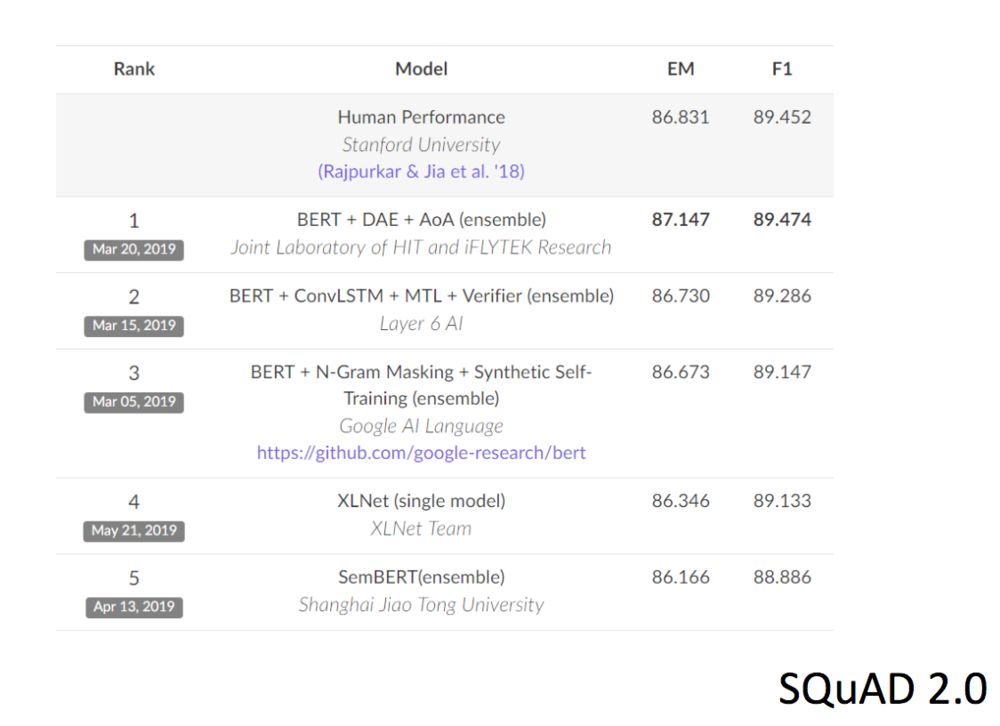 Rank Model EM F1
Human Performance 86.831 89.452
Stanford University
(Rajpurkar & Jia et al. '18)
1 BERT + DAE + AoA (ensemble) 87.147 89.474
Mar 20, 2019 Joint Laboratory of HIT and iFLYTEK Research
2 BERT + ConvLSTM + MTL + Verifier (ensemble) 86.730 89.286
Mar 15, 2019 Layer 6 AI
3 BERT + N-Gram Masking + Synthetic Self- 86.673 89.147
Mar 05, 2019 Training (ensemble)
Google AI Language
https://github.com/google-research/bert
4 XLNet (single model) 86.346 89.133
May 21, 2019 XLNet Team
5 SemBERT(ensemble) 86.166 88.886
Apr 13, 2019 Shanghai Jiao Tong University
SQuAD 2.0